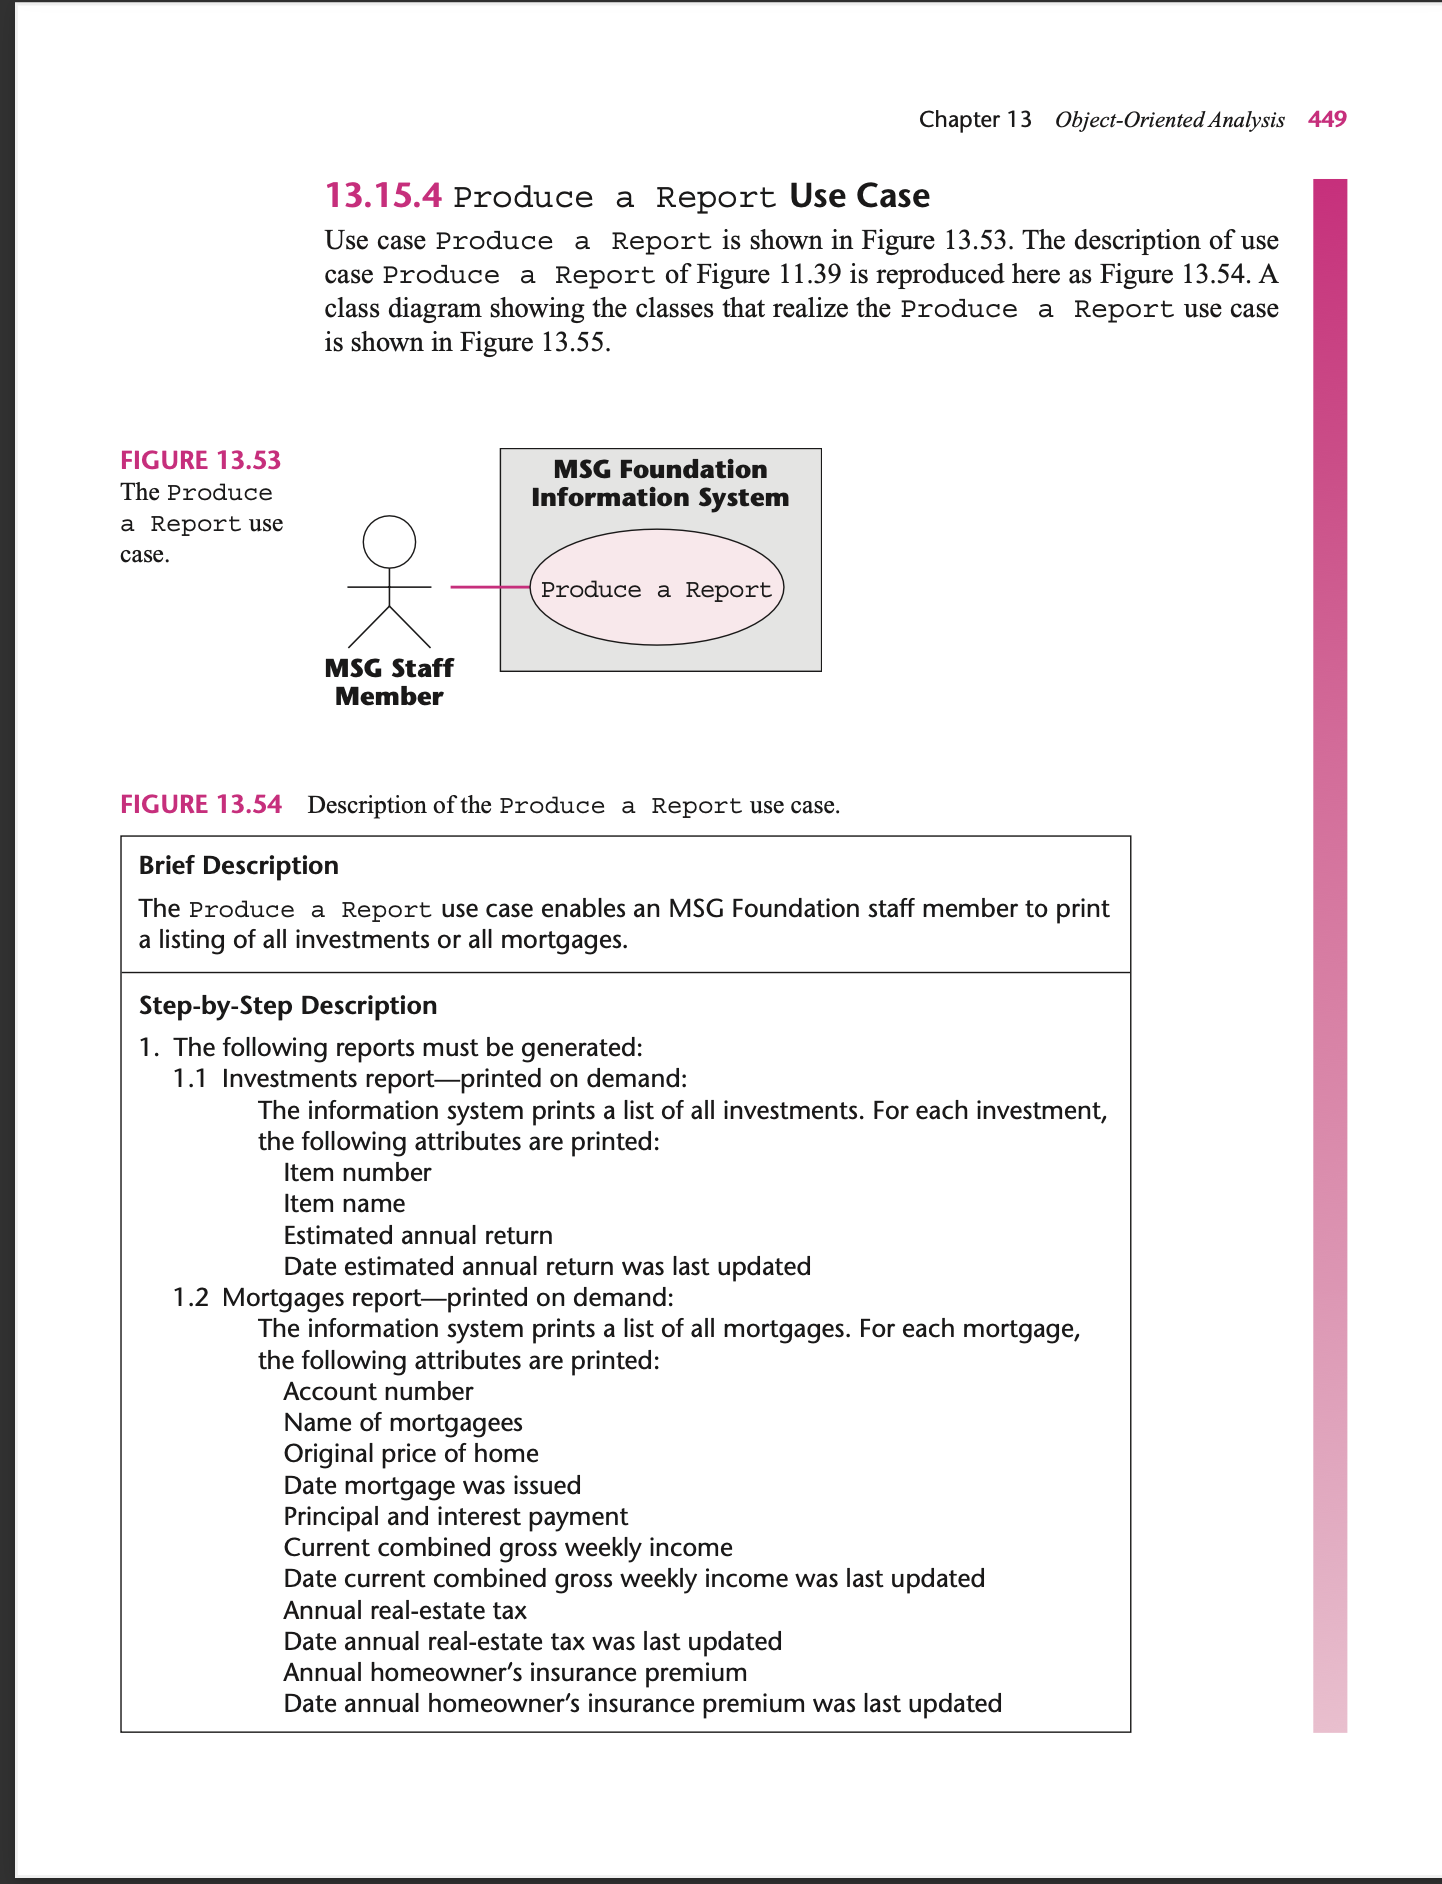 Chapter 13 Object-Oriented Analysis 449
13.15.4 Produce a Report Use Case
Use case Produce a Report is shown in Figure 13.53. The description of use
case Produce a Report of Figure 11.39 is reproduced here as Figure 13.54. A
class diagram showing the classes that realize the Produce a Report use case
is shown in Figure 13.55.
FIGURE 13.53
The Produce
a Report use
case.
MSG Foundation
Information System
Produce a Report
MSG Staff
Member
FIGURE 13.54 Description of the Produce a Report use case.
Brief Description
The Produce a Report use case enables an MSG Foundation staff member to print
a listing of all investments or all mortgages.
Step-by-Step Description
1. The following reports must be generated:
1.1 Investments report—printed on demand:
The information system prints a list of all investments. For each investment,
the following attributes are printed:
Item number
Item name
Estimated annual return
Date estimated annual return was last updated
1.2 Mortgages report—printed on demand:
The information system prints a list of all mortgages. For each mortgage,
the following attributes are printed:
Account number
Name of mortgagees
Original price of home
Date mortgage was issued
Principal and interest payment
Current combined gross weekly income
Date current combined gross weekly income was last updated
Annual real-estate tax
Date annual real-estate tax was last updated
Annual homeowner's insurance premium
Date annual homeowner's insurance premium was last updated